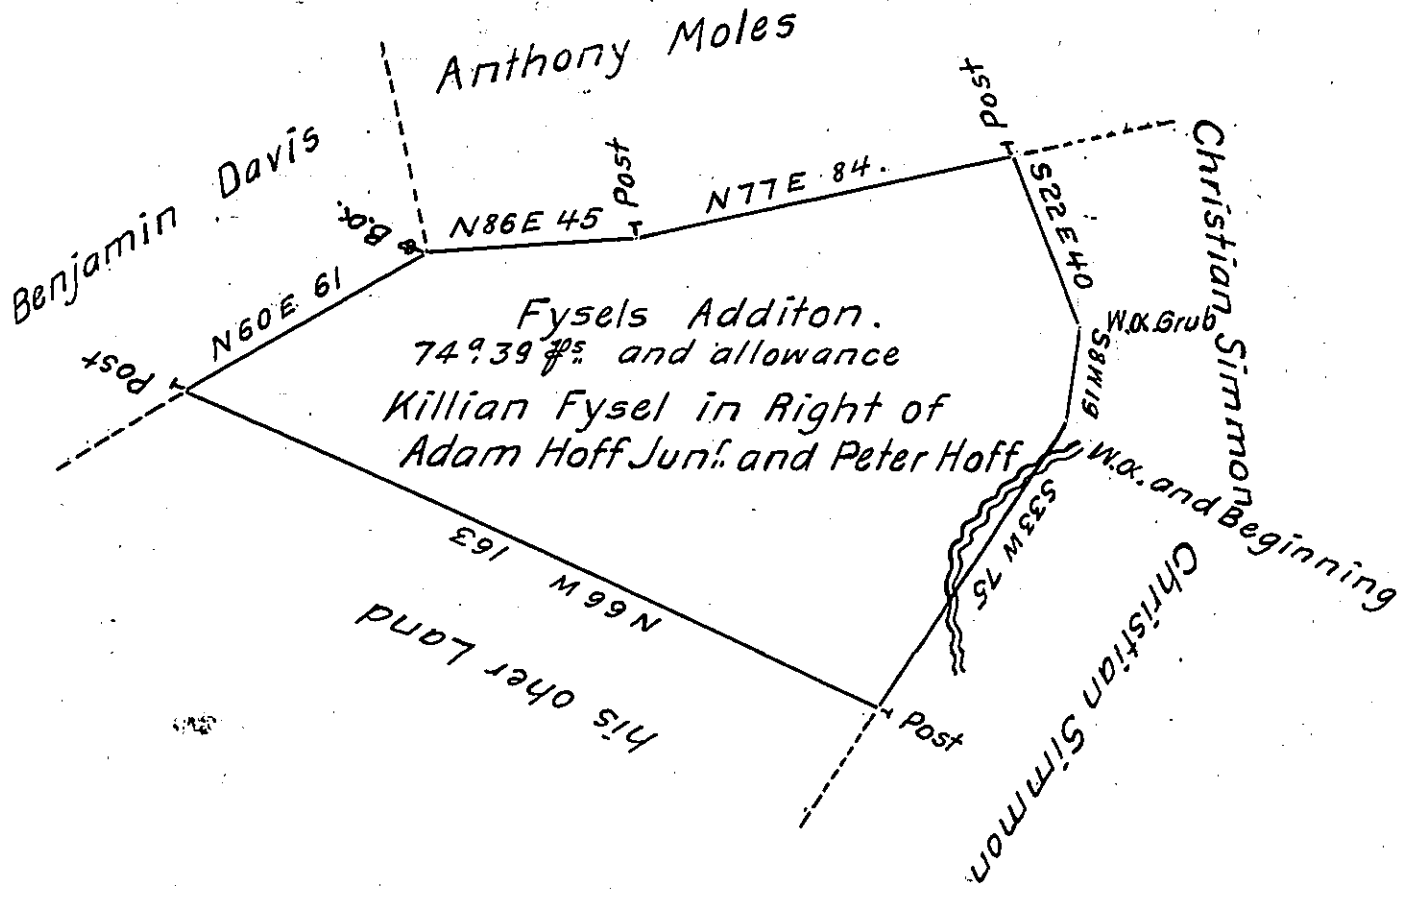 Anthony Moles
Benjamin Davis
B.o.
Post
Post
Post
N60E 61
N86E 45
N77E 84.
S22E40
Christian Simmon
W.o. Grub
S8W19
Fysels Additon.
74a. 39 ps. and allowance
Killian Fysel in Right of
Adam Hoff Junr. and Peter Hoff
W.o. and Beginning
S33W 75
Christian Simmon
N66W 163
his oher Land
Post